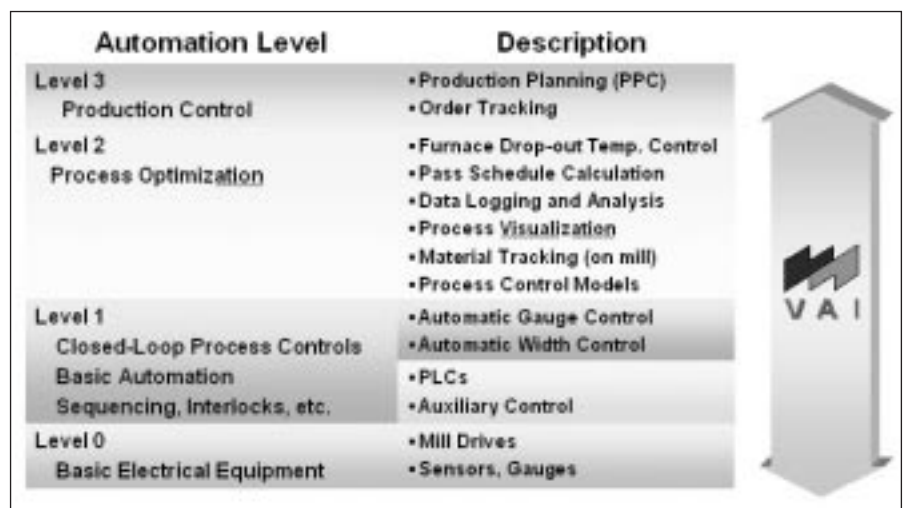 Automation Level Description
Level 3
Production Control
• Production Planning (PPC)
• Order Tracking
Level 2
Process Optimization
• Furnace Drop-out Temp. Control
• Pass Schedule Calculation
• Data Logging and Analysis
• Process Visualization
• Material Tracking (on mill)
• Process Control Models
Level 1
Closed-Loop Process Controls
Basic Automation
Sequencing, Interlocks, etc.
• Automatic Gauge Control
• Automatic Width Control
• PLCs
• Auxiliary Control
Level 0
Basic Electrical Equipment
• Mill Drives
• Sensors, Gauges
VAI